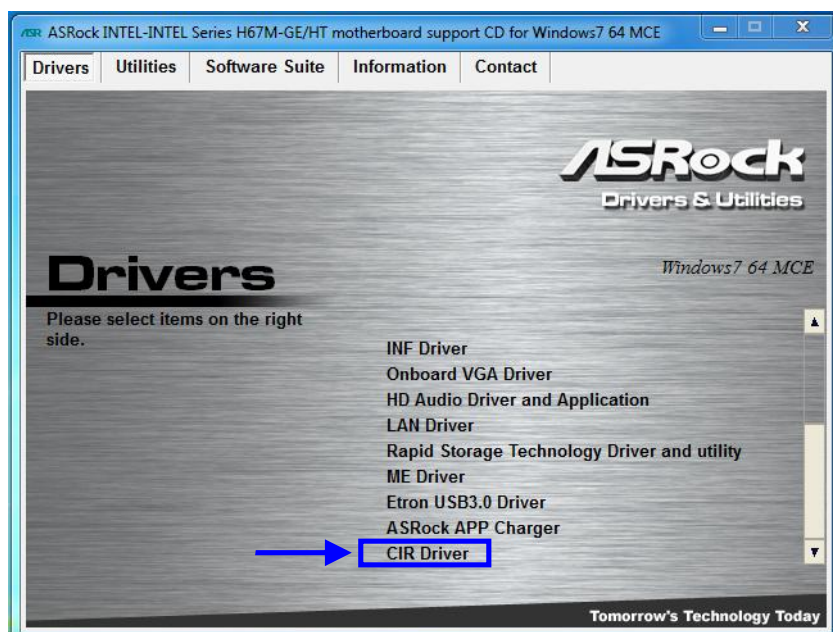 ASR ASRock INTEL-INTEL Series H67M-GE/HT motherboard support CD for Windows7 64 MCE
Drivers Utilities Software Suite Information Contact
ASRock
Drivers & Utilities
Drivers
Windows7 64 MCE
Please select items on the right
side.
INF Driver
Onboard VGA Driver
HD Audio Driver and Application
LAN Driver
Rapid Storage Technology Driver and utility
ME Driver
Etron USB3.0 Driver
ASRock APP Charger
CIR Driver
Tomorrow's Technology Today